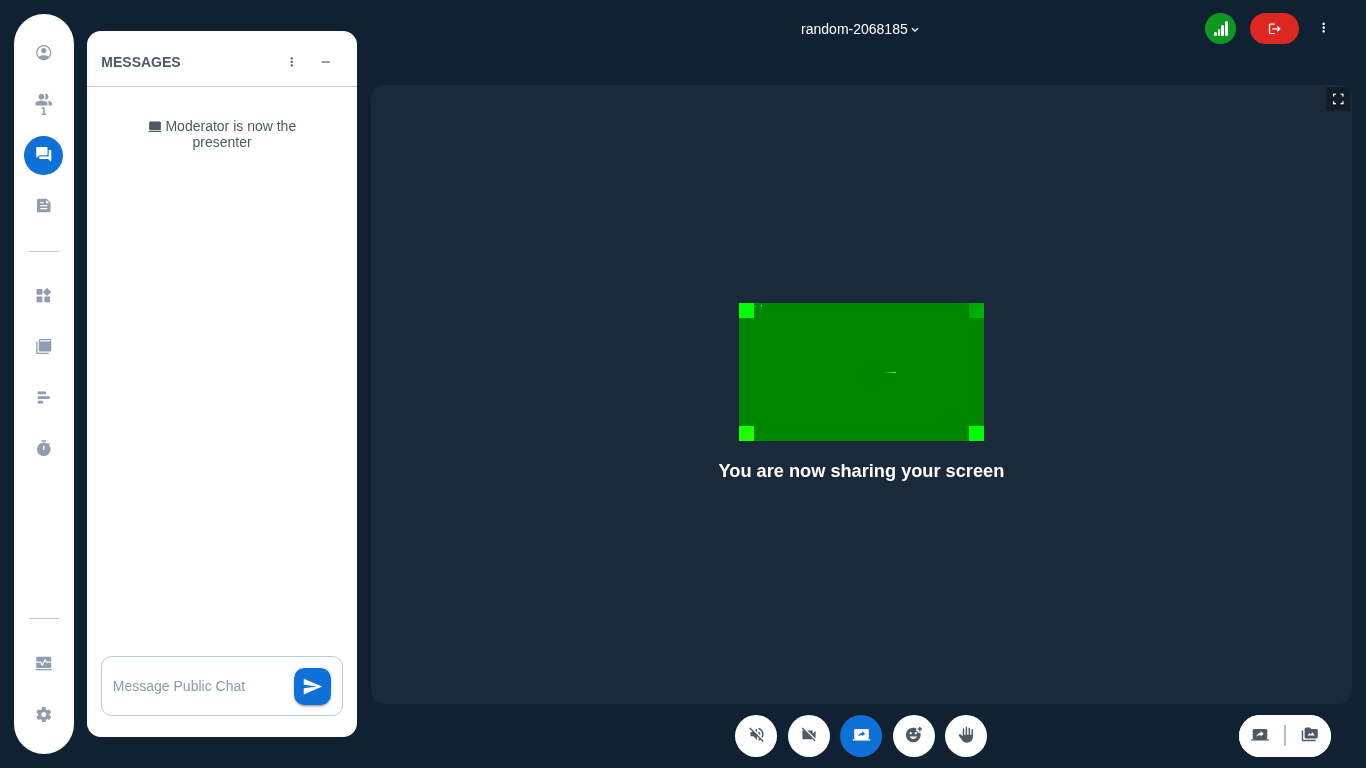 random-2068185
MESSAGES
1
Moderator is now the
presenter
You are now sharing your screen
Message Public Chat